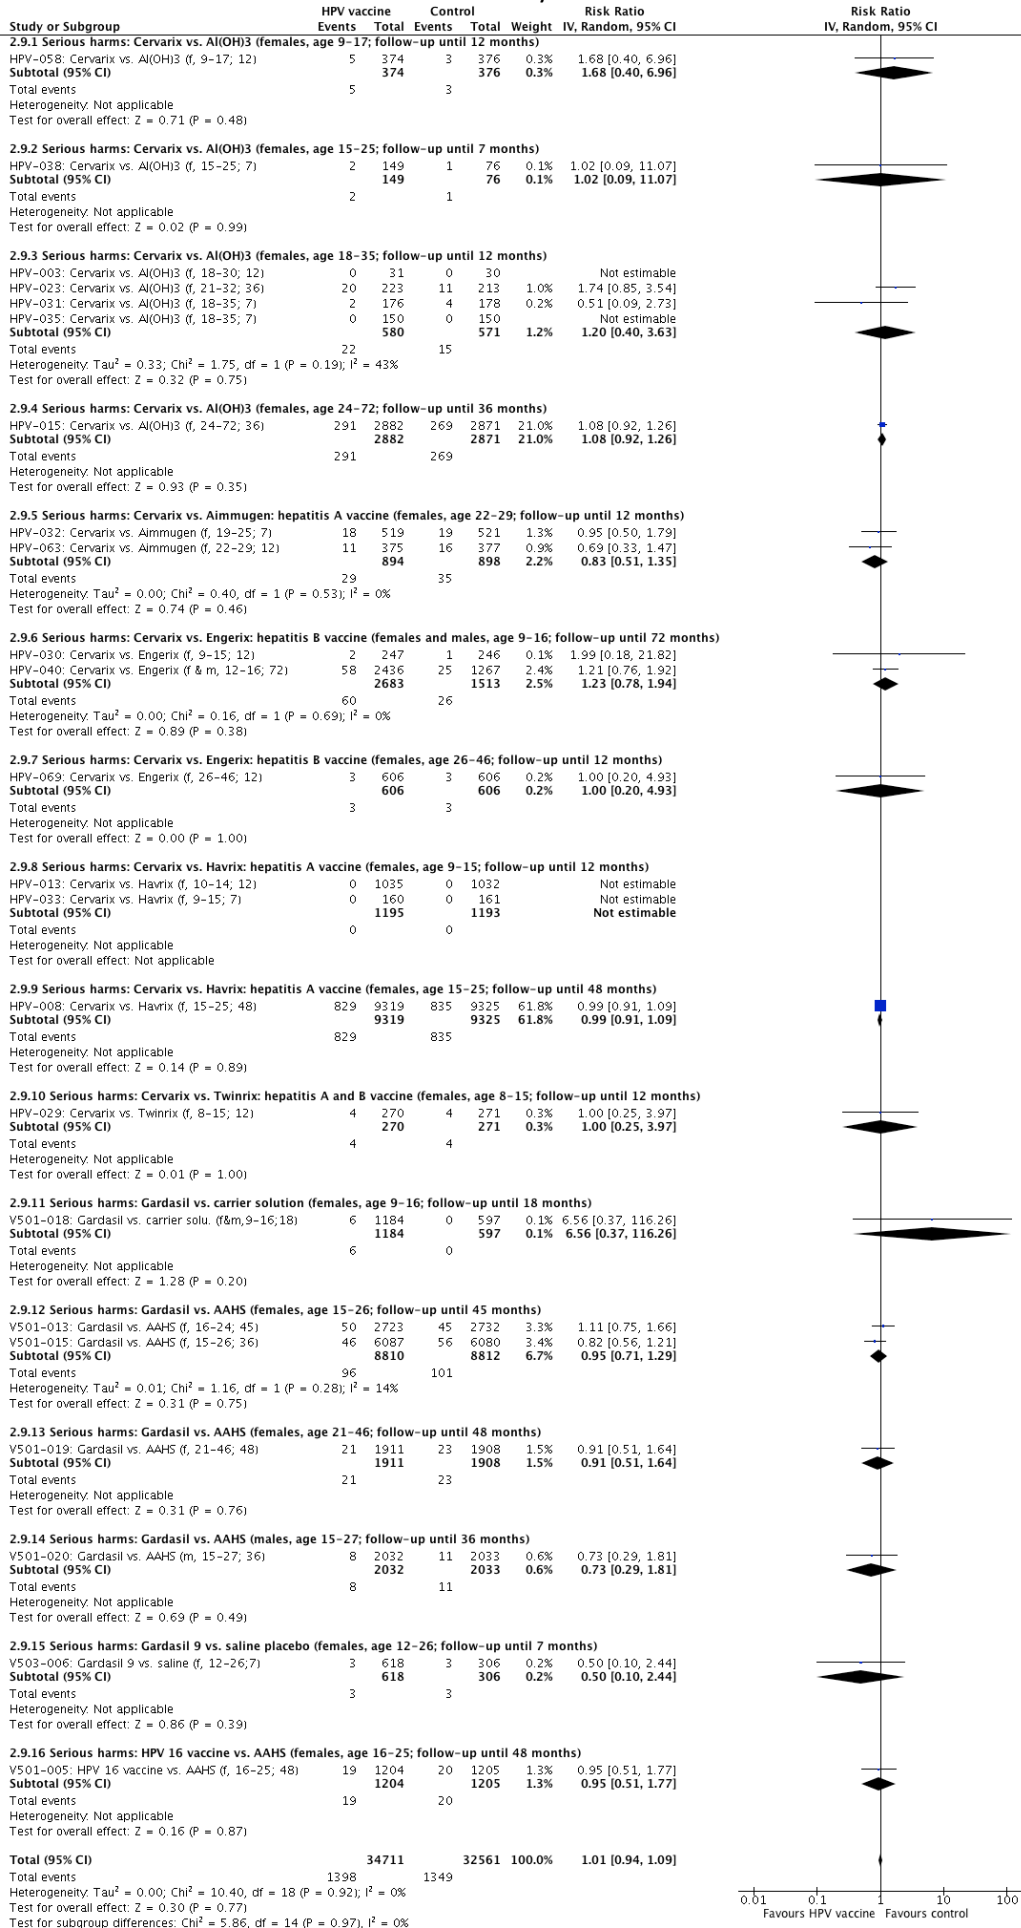 HPV vaccine Control Risk Ratio Risk Ratio
Study or Subgroup Events Total Events Total Weight IV, Random, 95% CI IV, Random, 95% CI
2.9.1 Serious harms: Cervarix vs. Al(OH)3 (females, age 9-17; follow-up until 12 months)
HPV-058: Cervarix vs. Al(OH)3 (f, 9-17; 12) 5 374 3 376 0.3% 1.68 [0.40, 6.96]
Subtotal (95% CI) 374 376 0.3% 1.68 [0.40, 6.96]
Total events 5 3
Heterogeneity: Not applicable
Test for overall effect: Z = 0.71 (P = 0.48)
2.9.2 Serious harms: Cervarix vs. Al(OH)3 (females, age 15-25; follow-up until 7 months)
HPV-038: Cervarix vs. Al(OH)3 (f, 15-25; 7) 2 149 1 76 0.1% 1.02 [0.09, 11.07]
Subtotal (95% CI) 149 76 0.1% 1.02 [0.09, 11.07]
Total events 2 1
Heterogeneity: Not applicable
Test for overall effect: Z = 0.02 (P = 0.99)
2.9.3 Serious harms: Cervarix vs. Al(OH)3 (females, age 18-35; follow-up until 12 months)
HPV-003: Cervarix vs. Al(OH)3 (f, 18-30; 12) 0 31 0 30 Not estimable
HPV-023: Cervarix vs. Al(OH)3 (f, 21-32; 36) 20 223 11 213 1.0% 1.74 [0.85, 3.54]
HPV-031: Cervarix vs. Al(OH)3 (f, 18-35; 7) 2 176 4 178 0.2% 0.51 [0.09, 2.73]
HPV-035: Cervarix vs. Al(OH)3 (f, 18-35; 7) 0 150 0 150 Not estimable
Subtotal (95% CI) 580 571 1.2% 1.20 [0.40, 3.63]
Total events 22 15
Heterogeneity: Tau² = 0.33; Chi² = 1.75, df = 1 (P = 0.19); I² = 43%
Test for overall effect: Z = 0.32 (P = 0.75)
2.9.4 Serious harms: Cervarix vs. Al(OH)3 (females, age 24-72; follow-up until 36 months)
HPV-015: Cervarix vs. Al(OH)3 (f, 24-72; 36) 291 2882 269 2871 21.0% 1.08 [0.92, 1.26]
Subtotal (95% CI) 2882 2871 21.0% 1.08 [0.92, 1.26]
Total events 291 269
Heterogeneity: Not applicable
Test for overall effect: Z = 0.93 (P = 0.35)
2.9.5 Serious harms: Cervarix vs. Aimmugen: hepatitis A vaccine (females, age 22-29; follow-up until 12 months)
HPV-032: Cervarix vs. Aimmugen (f, 19-25; 7) 18 519 19 521 1.3% 0.95 [0.50, 1.79]
HPV-063: Cervarix vs. Aimmugen (f, 22-29; 12) 11 375 16 377 0.9% 0.69 [0.33, 1.47]
Subtotal (95% CI) 894 898 2.2% 0.83 [0.51, 1.35]
Total events 29 35
Heterogeneity: Tau² = 0.00; Chi² = 0.40, df = 1 (P = 0.53); I² = 0%
Test for overall effect: Z = 0.74 (P = 0.46)
2.9.6 Serious harms: Cervarix vs. Engerix: hepatitis B vaccine (females and males, age 9-16; follow-up until 72 months)
HPV-030: Cervarix vs. Engerix (f, 9-15; 12) 2 247 1 246 0.1% 1.99 [0.18, 21.82]
HPV-040: Cervarix vs. Engerix (f & m, 12-16; 72) 58 2436 25 1267 2.4% 1.21 [0.76, 1.92]
Subtotal (95% CI) 2683 1513 2.5% 1.23 [0.78, 1.94]
Total events 60 26
Heterogeneity: Tau² = 0.00; Chi² = 0.16, df = 1 (P = 0.69); I² = 0%
Test for overall effect: Z = 0.89 (P = 0.38)
2.9.7 Serious harms: Cervarix vs. Engerix: hepatitis B vaccine (females, age 26-46; follow-up until 12 months)
HPV-069: Cervarix vs. Engerix (f, 26-46; 12) 3 606 3 606 0.2% 1.00 [0.20, 4.93]
Subtotal (95% CI) 606 606 0.2% 1.00 [0.20, 4.93]
Total events 3 3
Heterogeneity: Not applicable
Test for overall effect: Z = 0.00 (P = 1.00)
2.9.8 Serious harms: Cervarix vs. Havrix: hepatitis A vaccine (females, age 9-15; follow-up until 12 months)
HPV-013: Cervarix vs. Havrix (f, 10-14; 12) 0 1035 0 1032 Not estimable
HPV-033: Cervarix vs. Havrix (f, 9-15; 7) 0 160 0 161 Not estimable
Subtotal (95% CI) 1195 1193 Not estimable
Total events 0 0
Heterogeneity: Not applicable
Test for overall effect: Not applicable
2.9.9 Serious harms: Cervarix vs. Havrix: hepatitis A vaccine (females, age 15-25; follow-up until 48 months)
HPV-008: Cervarix vs. Havrix (f, 15-25; 48) 829 9319 835 9325 61.8% 0.99 [0.91, 1.09]
Subtotal (95% CI) 9319 9325 61.8% 0.99 [0.91, 1.09]
Total events 829 835
Heterogeneity: Not applicable
Test for overall effect: Z = 0.14 (P = 0.89)
2.9.10 Serious harms: Cervarix vs. Twinrix: hepatitis A and B vaccine (females, age 8-15; follow-up until 12 months)
HPV-029: Cervarix vs. Twinrix (f, 8-15; 12) 4 270 4 271 0.3% 1.00 [0.25, 3.97]
Subtotal (95% CI) 270 271 0.3% 1.00 [0.25, 3.97]
Total events 4 4
Heterogeneity: Not applicable
Test for overall effect: Z = 0.01 (P = 1.00)
2.9.11 Serious harms: Gardasil vs. carrier solution (females, age 9-16; follow-up until 18 months)
V501-018: Gardasil vs. carrier solu. (f&m,9-16;18) 6 1184 0 597 0.1% 6.56 [0.37, 116.26]
Subtotal (95% CI) 1184 597 0.1% 6.56 [0.37, 116.26]
Total events 6 0
Heterogeneity: Not applicable
Test for overall effect: Z = 1.28 (P = 0.20)
2.9.12 Serious harms: Gardasil vs. AAHS (females, age 15-26; follow-up until 45 months)
V501-013: Gardasil vs. AAHS (f, 16-24; 45) 50 2723 45 2732 3.3% 1.11 [0.75, 1.66]
V501-015: Gardasil vs. AAHS (f, 15-26; 36) 46 6087 56 6080 3.4% 0.82 [0.56, 1.21]
Subtotal (95% CI) 8810 8812 6.7% 0.95 [0.71, 1.29]
Total events 96 101
Heterogeneity: Tau² = 0.01; Chi² = 1.16, df = 1 (P = 0.28); I² = 14%
Test for overall effect: Z = 0.31 (P = 0.75)
2.9.13 Serious harms: Gardasil vs. AAHS (females, age 21-46; follow-up until 48 months)
V501-019: Gardasil vs. AAHS (f, 21-46; 48) 21 1911 23 1908 1.5% 0.91 [0.51, 1.64]
Subtotal (95% CI) 1911 1908 1.5% 0.91 [0.51, 1.64]
Total events 21 23
Heterogeneity: Not applicable
Test for overall effect: Z = 0.31 (P = 0.76)
2.9.14 Serious harms: Gardasil vs. AAHS (males, age 15-27; follow-up until 36 months)
V501-020: Gardasil vs. AAHS (m, 15-27; 36) 8 2032 11 2033 0.6% 0.73 [0.29, 1.81]
Subtotal (95% CI) 2032 2033 0.6% 0.73 [0.29, 1.81]
Total events 8 11
Heterogeneity: Not applicable
Test for overall effect: Z = 0.69 (P = 0.49)
2.9.15 Serious harms: Gardasil 9 vs. saline placebo (females, age 12-26; follow-up until 7 months)
V503-006: Gardasil 9 vs. saline (f, 12-26;7) 3 618 3 306 0.2% 0.50 [0.10, 2.44]
Subtotal (95% CI) 618 306 0.2% 0.50 [0.10, 2.44]
Total events 3 3
Heterogeneity: Not applicable
Test for overall effect: Z = 0.86 (P = 0.39)
2.9.16 Serious harms: HPV 16 vaccine vs. AAHS (females, age 16-25; follow-up until 48 months)
V501-005: HPV 16 vaccine vs. AAHS (f, 16-25; 48) 19 1204 20 1205 1.3% 0.95 [0.51, 1.77]
Subtotal (95% CI) 1204 1205 1.3% 0.95 [0.51, 1.77]
Total events 19 20
Heterogeneity: Not applicable
Test for overall effect: Z = 0.16 (P = 0.87)
Total (95% CI) 34711 32561 100.0% 1.01 [0.94, 1.09]
Total events 1398 1349
Heterogeneity: Tau² = 0.00; Chi² = 10.40, df = 18 (P = 0.92); I² = 0%
Test for overall effect: Z = 0.30 (P = 0.77)
Test for subgroup differences: Chi² = 5.86, df = 14 (P = 0.97), I² = 0%
0.01 0.1 1 10 100
Favours HPV vaccine Favours control